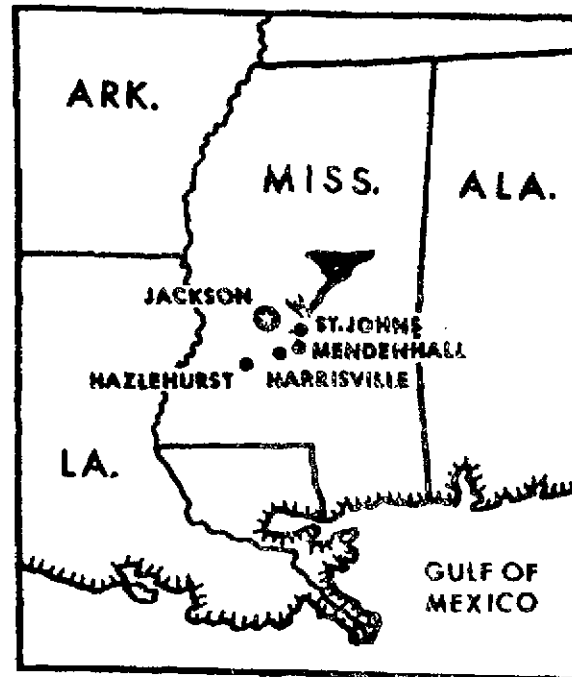 ARK.
MISS.
ALA.
JACKSON
ST. JOHNS
MENDENHALL
HAZLEHURST
HARRISVILLE
LA.
GULF OF
MEXICO